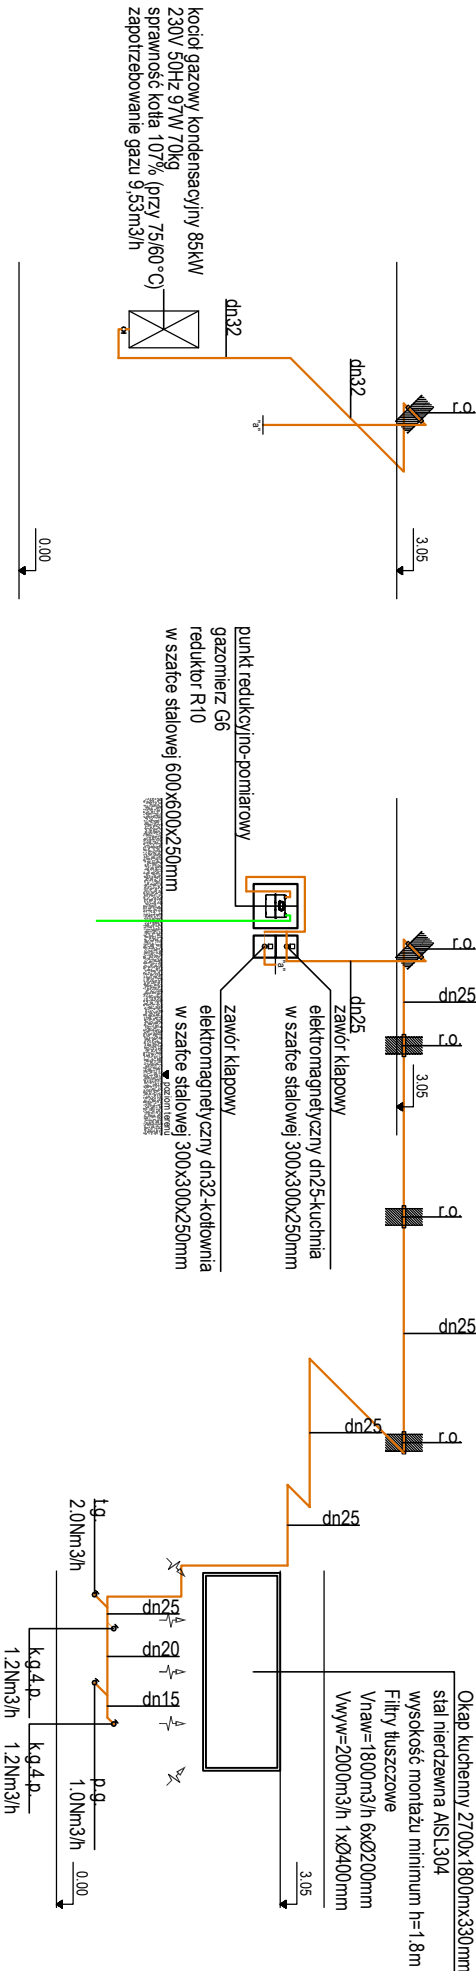 kocioł gazowy kondensacyjny 85kW
230V 50Hz 97W 70kg
sprawność kotła 107% (przy 75/60°C)
zapotrzebowanie gazu 9,53m3/h
dn32
dn32
r.o.
"a"
3.05
0.00
punkt redukcyjno-pomiarowy
gazomierz G6
reduktor R10
w szafce stalowej 600x600x250mm
r.o.
dn25
r.o.
dn25
3.05
"a"
zawór klapowy
elektromagnetyczny dn25-kuchnia
w szafce stalowej 300x300x250mm
zawór klapowy
elektromagnetyczny dn32-kotłownia
w szafce stalowej 300x300x250mm
poziom terenu
r.o.
dn25
r.o.
dn25
dn25
t.g.
2.0Nm3/h
dn25
dn20
dn15
k.g.4.p.
1.2Nm3/h
k.g.4.p.
1.2Nm3/h
p.g.
1.0Nm3/h
Okap kuchenny 2700x1800mx330mm
stal nierdzewna AISL304
wysokość montażu minimum h=1.8m
Filtry tłuszczowe
Vnaw=1800m3/h 6xØ200mm
Vwyw=2000m3/h 1xØ400mm
3.05
0.00